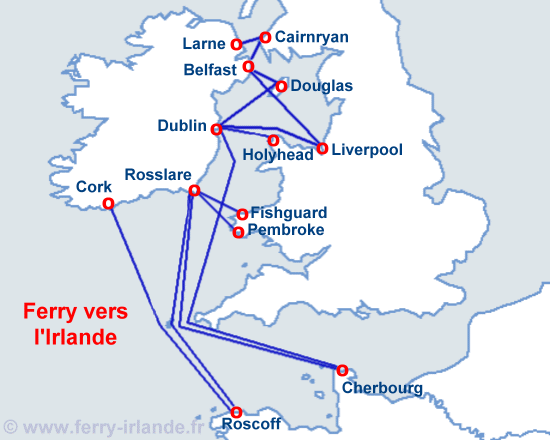 Larne
Cairnryan
Belfast
Douglas
Dublin
Holyhead
Liverpool
Rosslare
Cork
Fishguard
Pembroke
Ferry vers
l'Irlande
Cherbourg
Roscoff
© www.ferry-irlande.fr